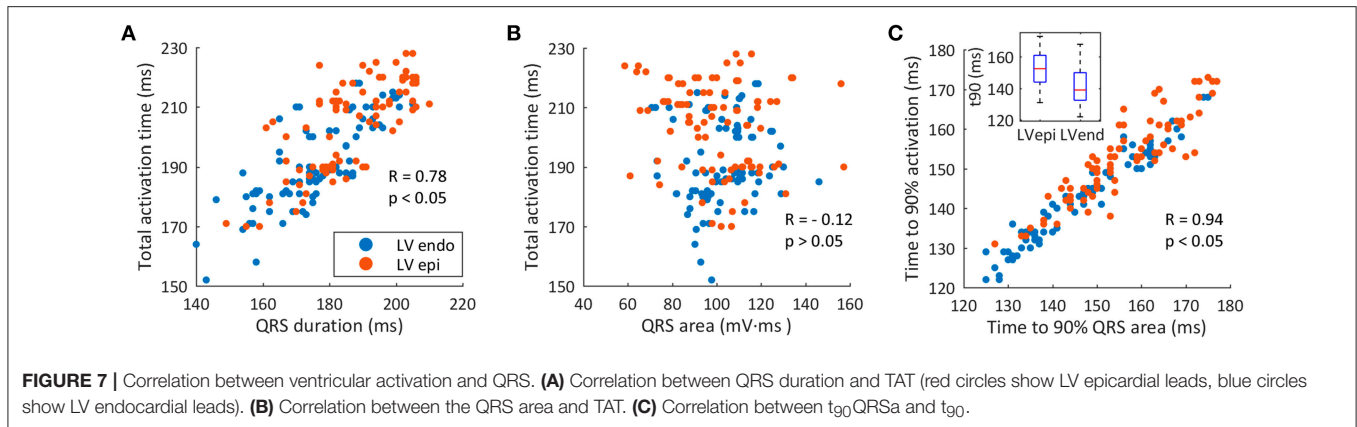 A
230
210
190
170
150
Total activation time (ms)
R = 0.78
p < 0.05
LV endo
LV epi
140 160 180 200 220
QRS duration (ms)
B
230
210
190
170
150
Total activation time (ms)
R = - 0.12
p > 0.05
40 60 80 100 120 140 160
QRS area (mV·ms )
C
180
170
160
150
140
130
120
Time to 90% activation (ms)
160
140
120
t90 (ms)
LVepi LVend
R = 0.94
p < 0.05
120 130 140 150 160 170 180
Time to 90% QRS area (ms)
FIGURE 7 | Correlation between ventricular activation and QRS. (A) Correlation between QRS duration and TAT (red circles show LV epicardial leads, blue circles
show LV endocardial leads). (B) Correlation between the QRS area and TAT. (C) Correlation between t90QRSa and t90.